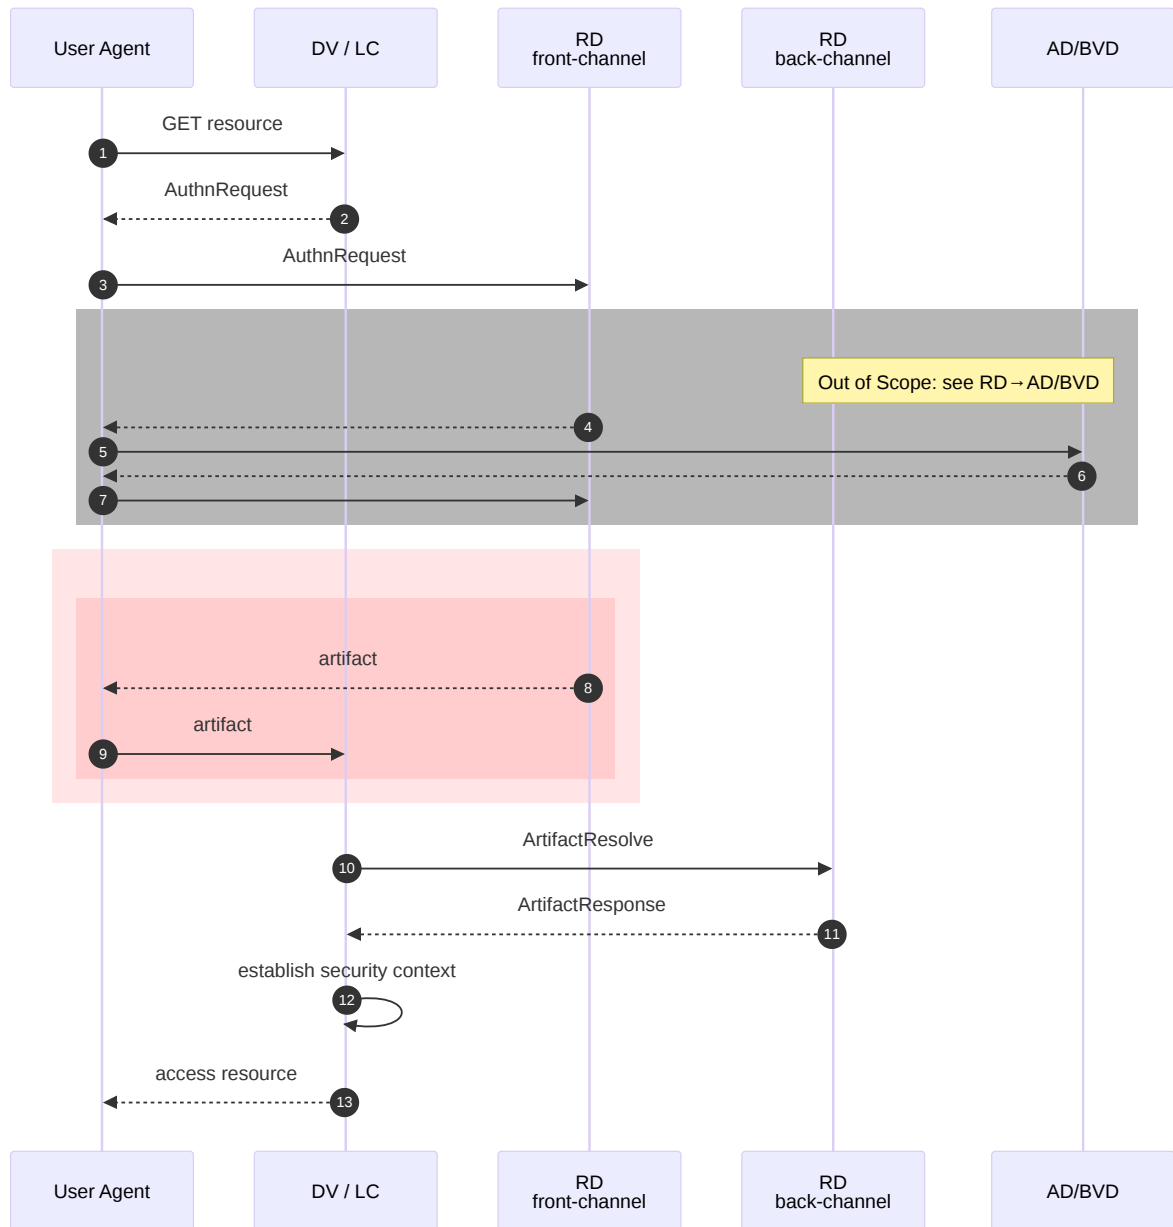 User Agent
DV / LC
RD
front-channel
RD
back-channel
AD/BVD
GET resource
1
AuthnRequest
2
AuthnRequest
3
Out of Scope: see RD→AD/BVD
4
5
6
7
artifact
8
artifact
9
ArtifactResolve
10
ArtifactResponse
11
establish security context
12
access resource
13
User Agent
DV / LC
RD
front-channel
RD
back-channel
AD/BVD